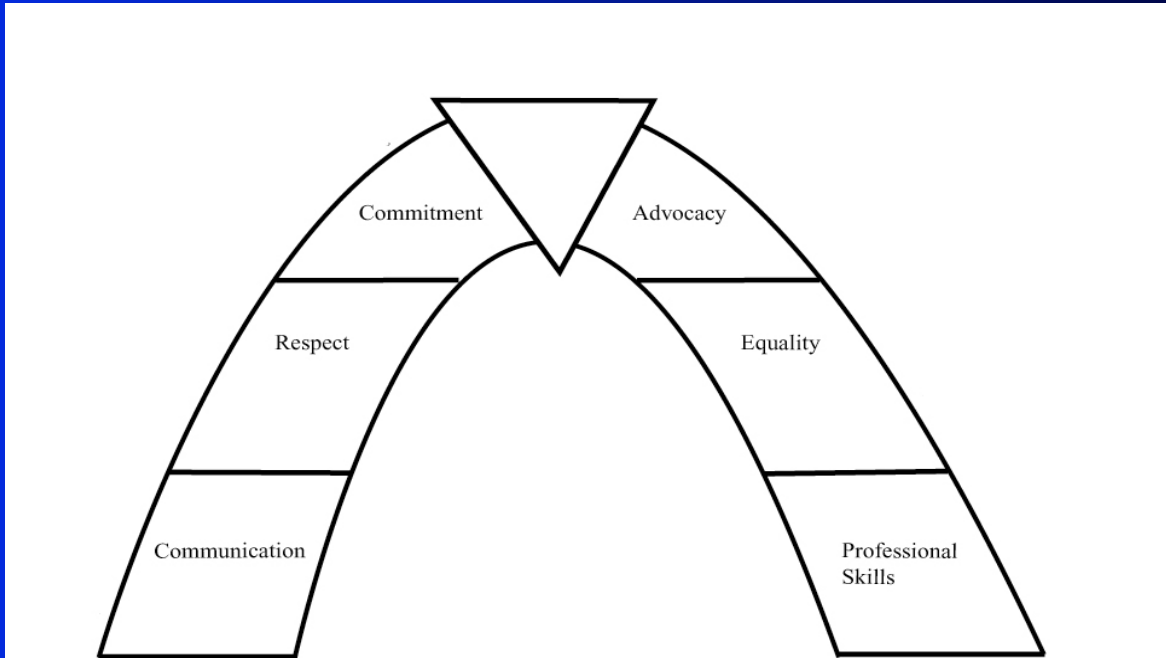 Commitment
Advocacy
Respect
Equality
Communication
Professional
Skills